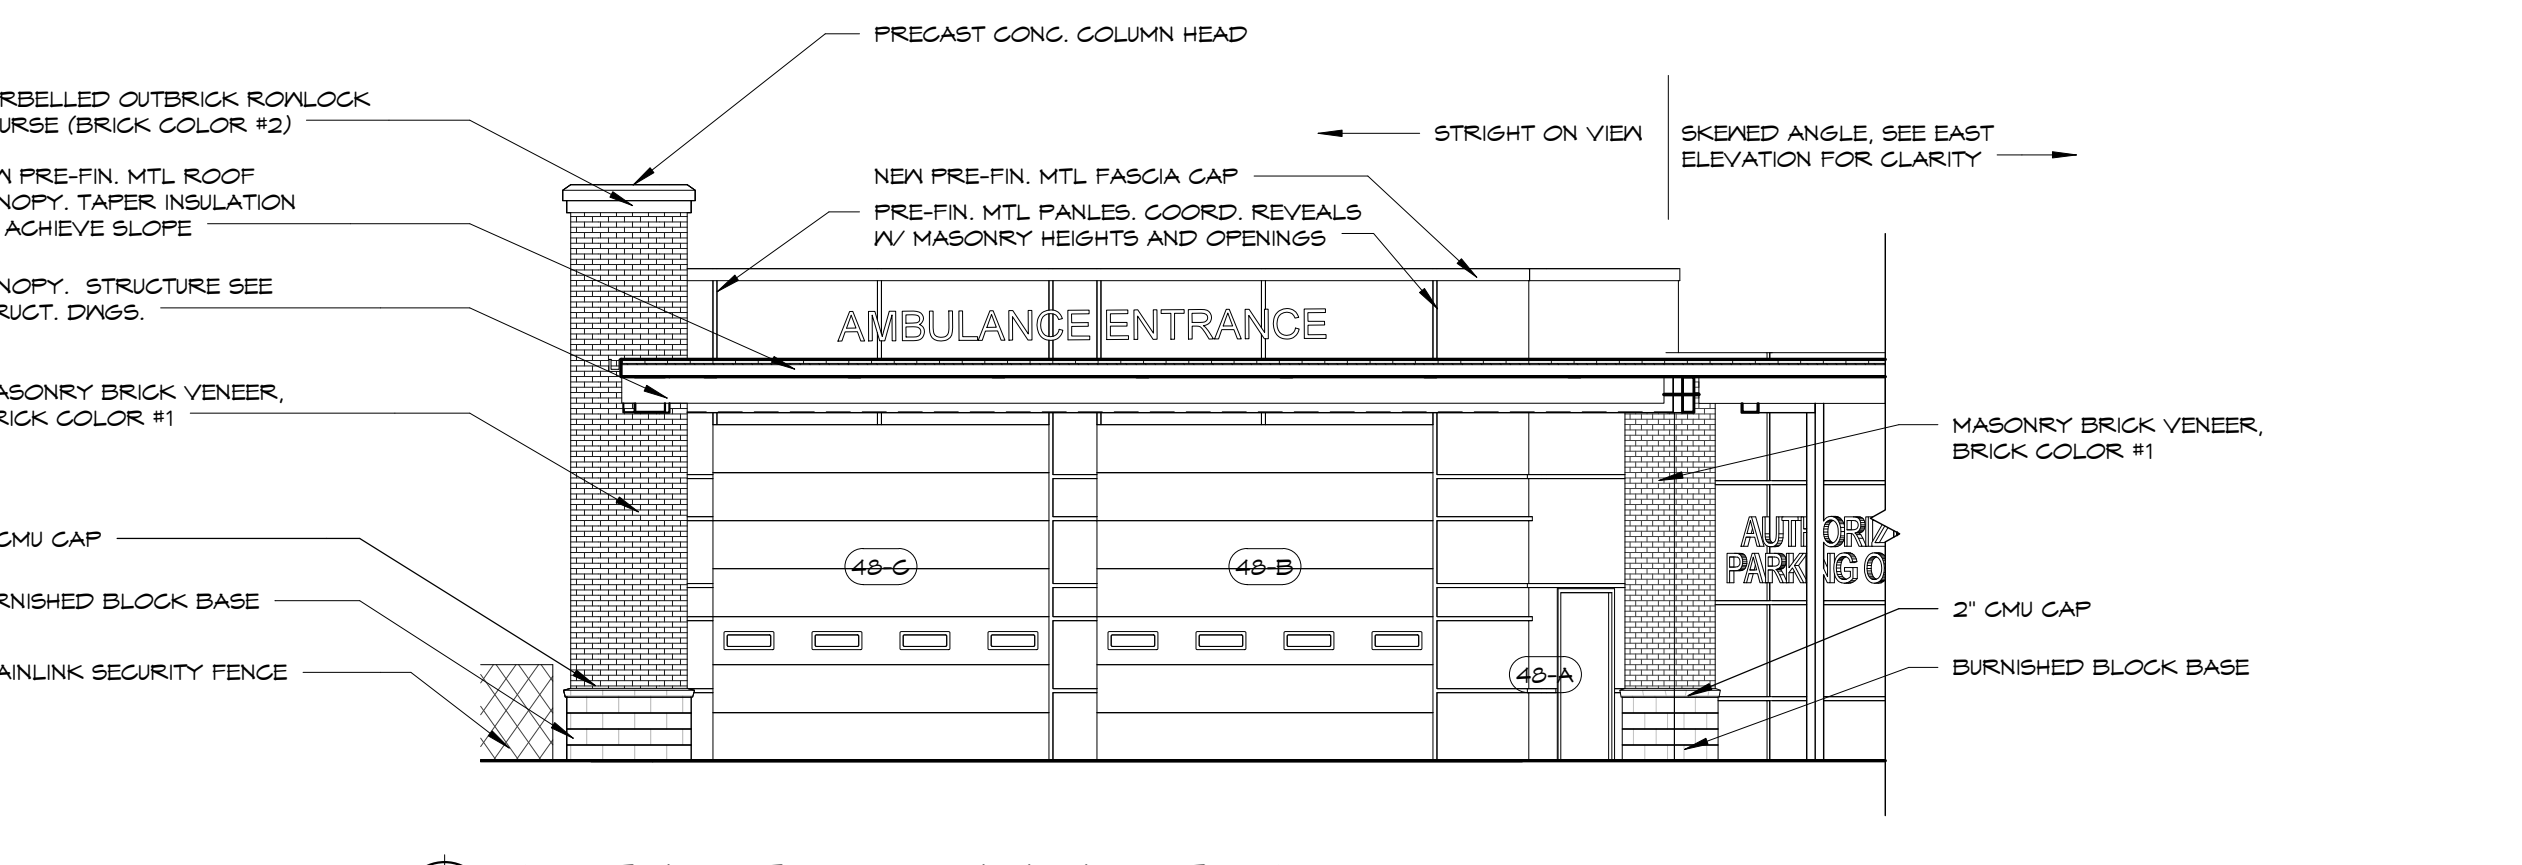 PRECAST CONC. COLUMN HEAD
RBELLED OUTBRICK ROWLOCK
URSE (BRICK COLOR #2)
STRIGHT ON VIEW
SKEWED ANGLE, SEE EAST
ELEVATION FOR CLARITY
W PRE-FIN. MTL ROOF
NOPY. TAPER INSULATION
ACHIEVE SLOPE
NEW PRE-FIN. MTL FASCIA CAP
PRE-FIN. MTL PANLES. COORD. REVEALS
W/ MASONRY HEIGHTS AND OPENINGS
NOPY. STRUCTURE SEE
RUCT. DWGS.
AMBULANCE ENTRANCE
ASONRY BRICK VENEER,
RICK COLOR #1
MASONRY BRICK VENEER,
BRICK COLOR #1
CMU CAP
AUTHORIZ
PARKING O
48-C
48-B
RNISHED BLOCK BASE
2" CMU CAP
AINLINK SECURITY FENCE
48-A
BURNISHED BLOCK BASE